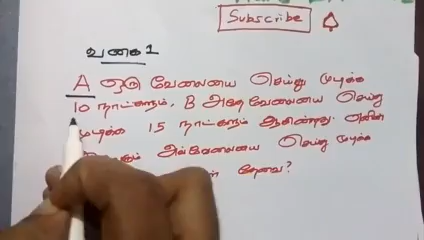 Subscribe
வகை 1
A ஒரு வேலையை செய்து முடிக்க
10 நாட்களும், B அதே வேலையை செய்து
முடிக்க 15 நாட்களும் ஆகின்றது. எனில்
அவ்வேலையை செய்து முடிக்க
தேவை?